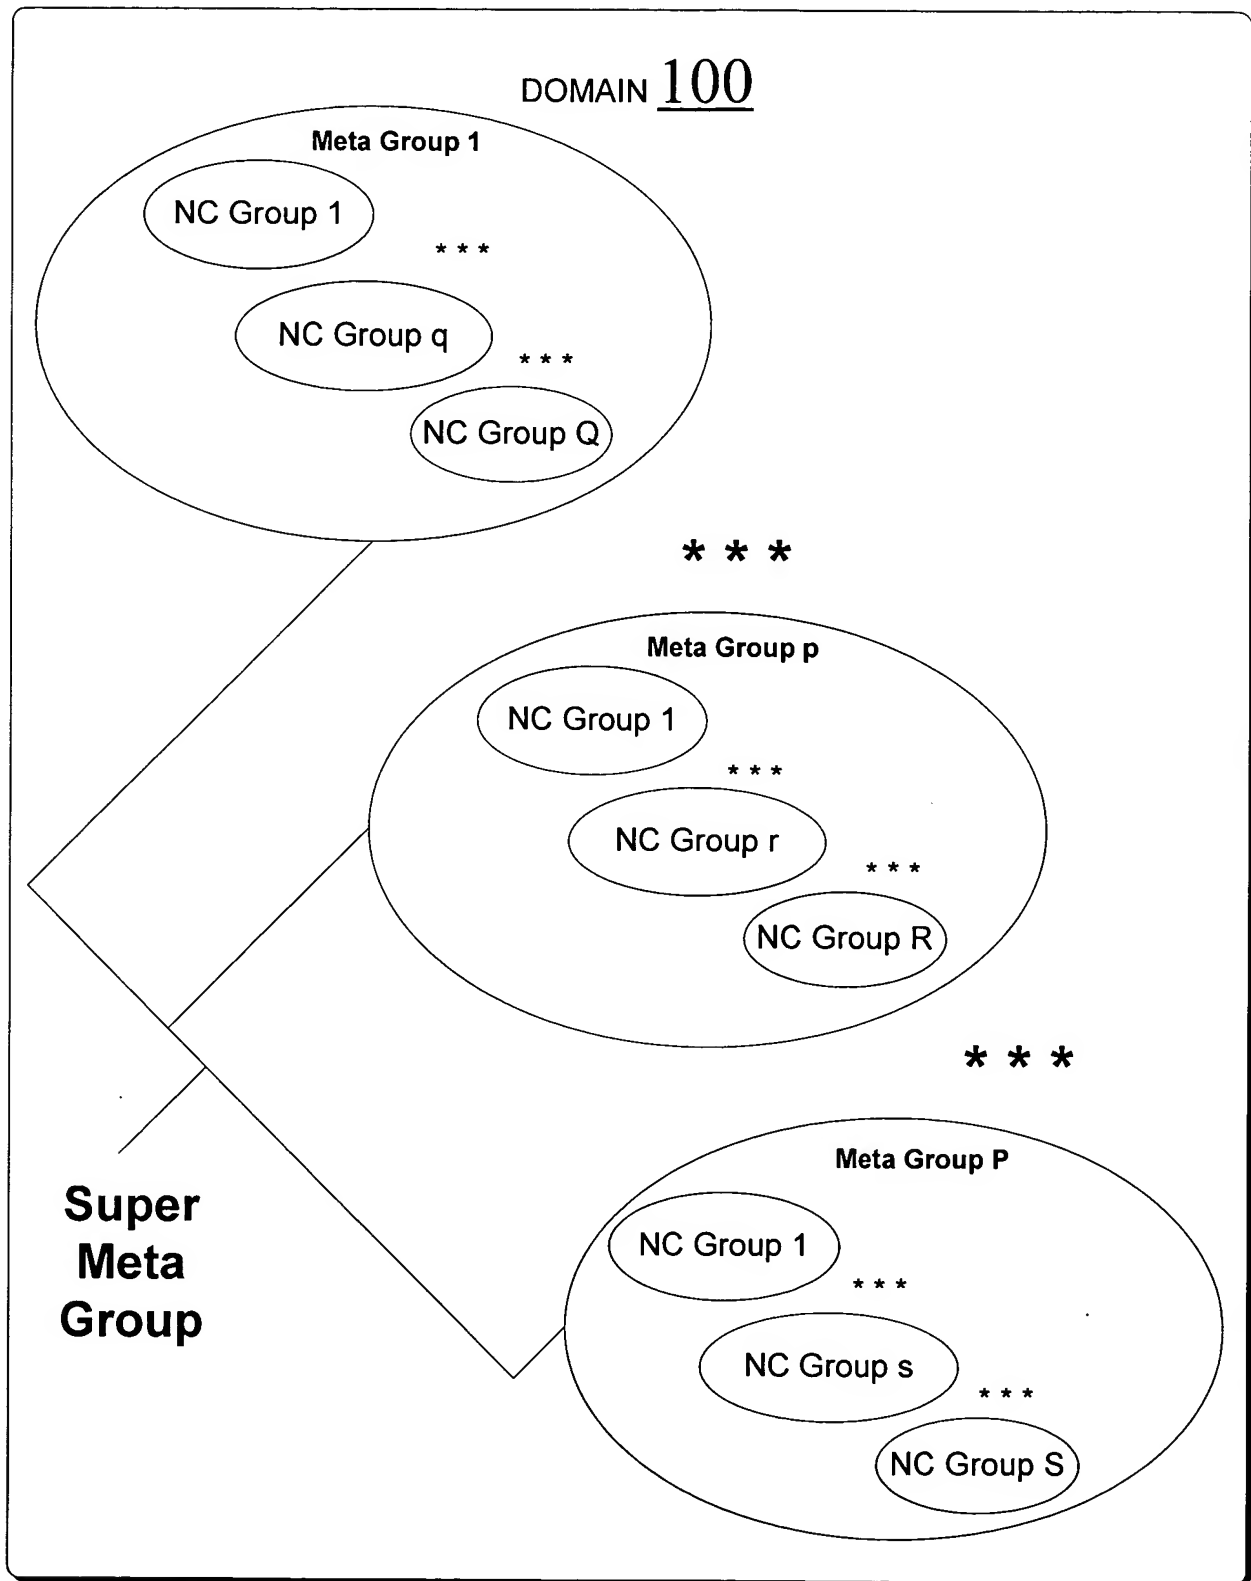 DOMAIN 100
Meta Group 1
NC Group 1
* * *
NC Group q
* * *
NC Group Q
* * *
Meta Group p
NC Group 1
* * *
NC Group r
* * *
NC Group R
* * *
Meta Group P
NC Group 1
* * *
NC Group s
* * *
NC Group S
Super
Meta
Group